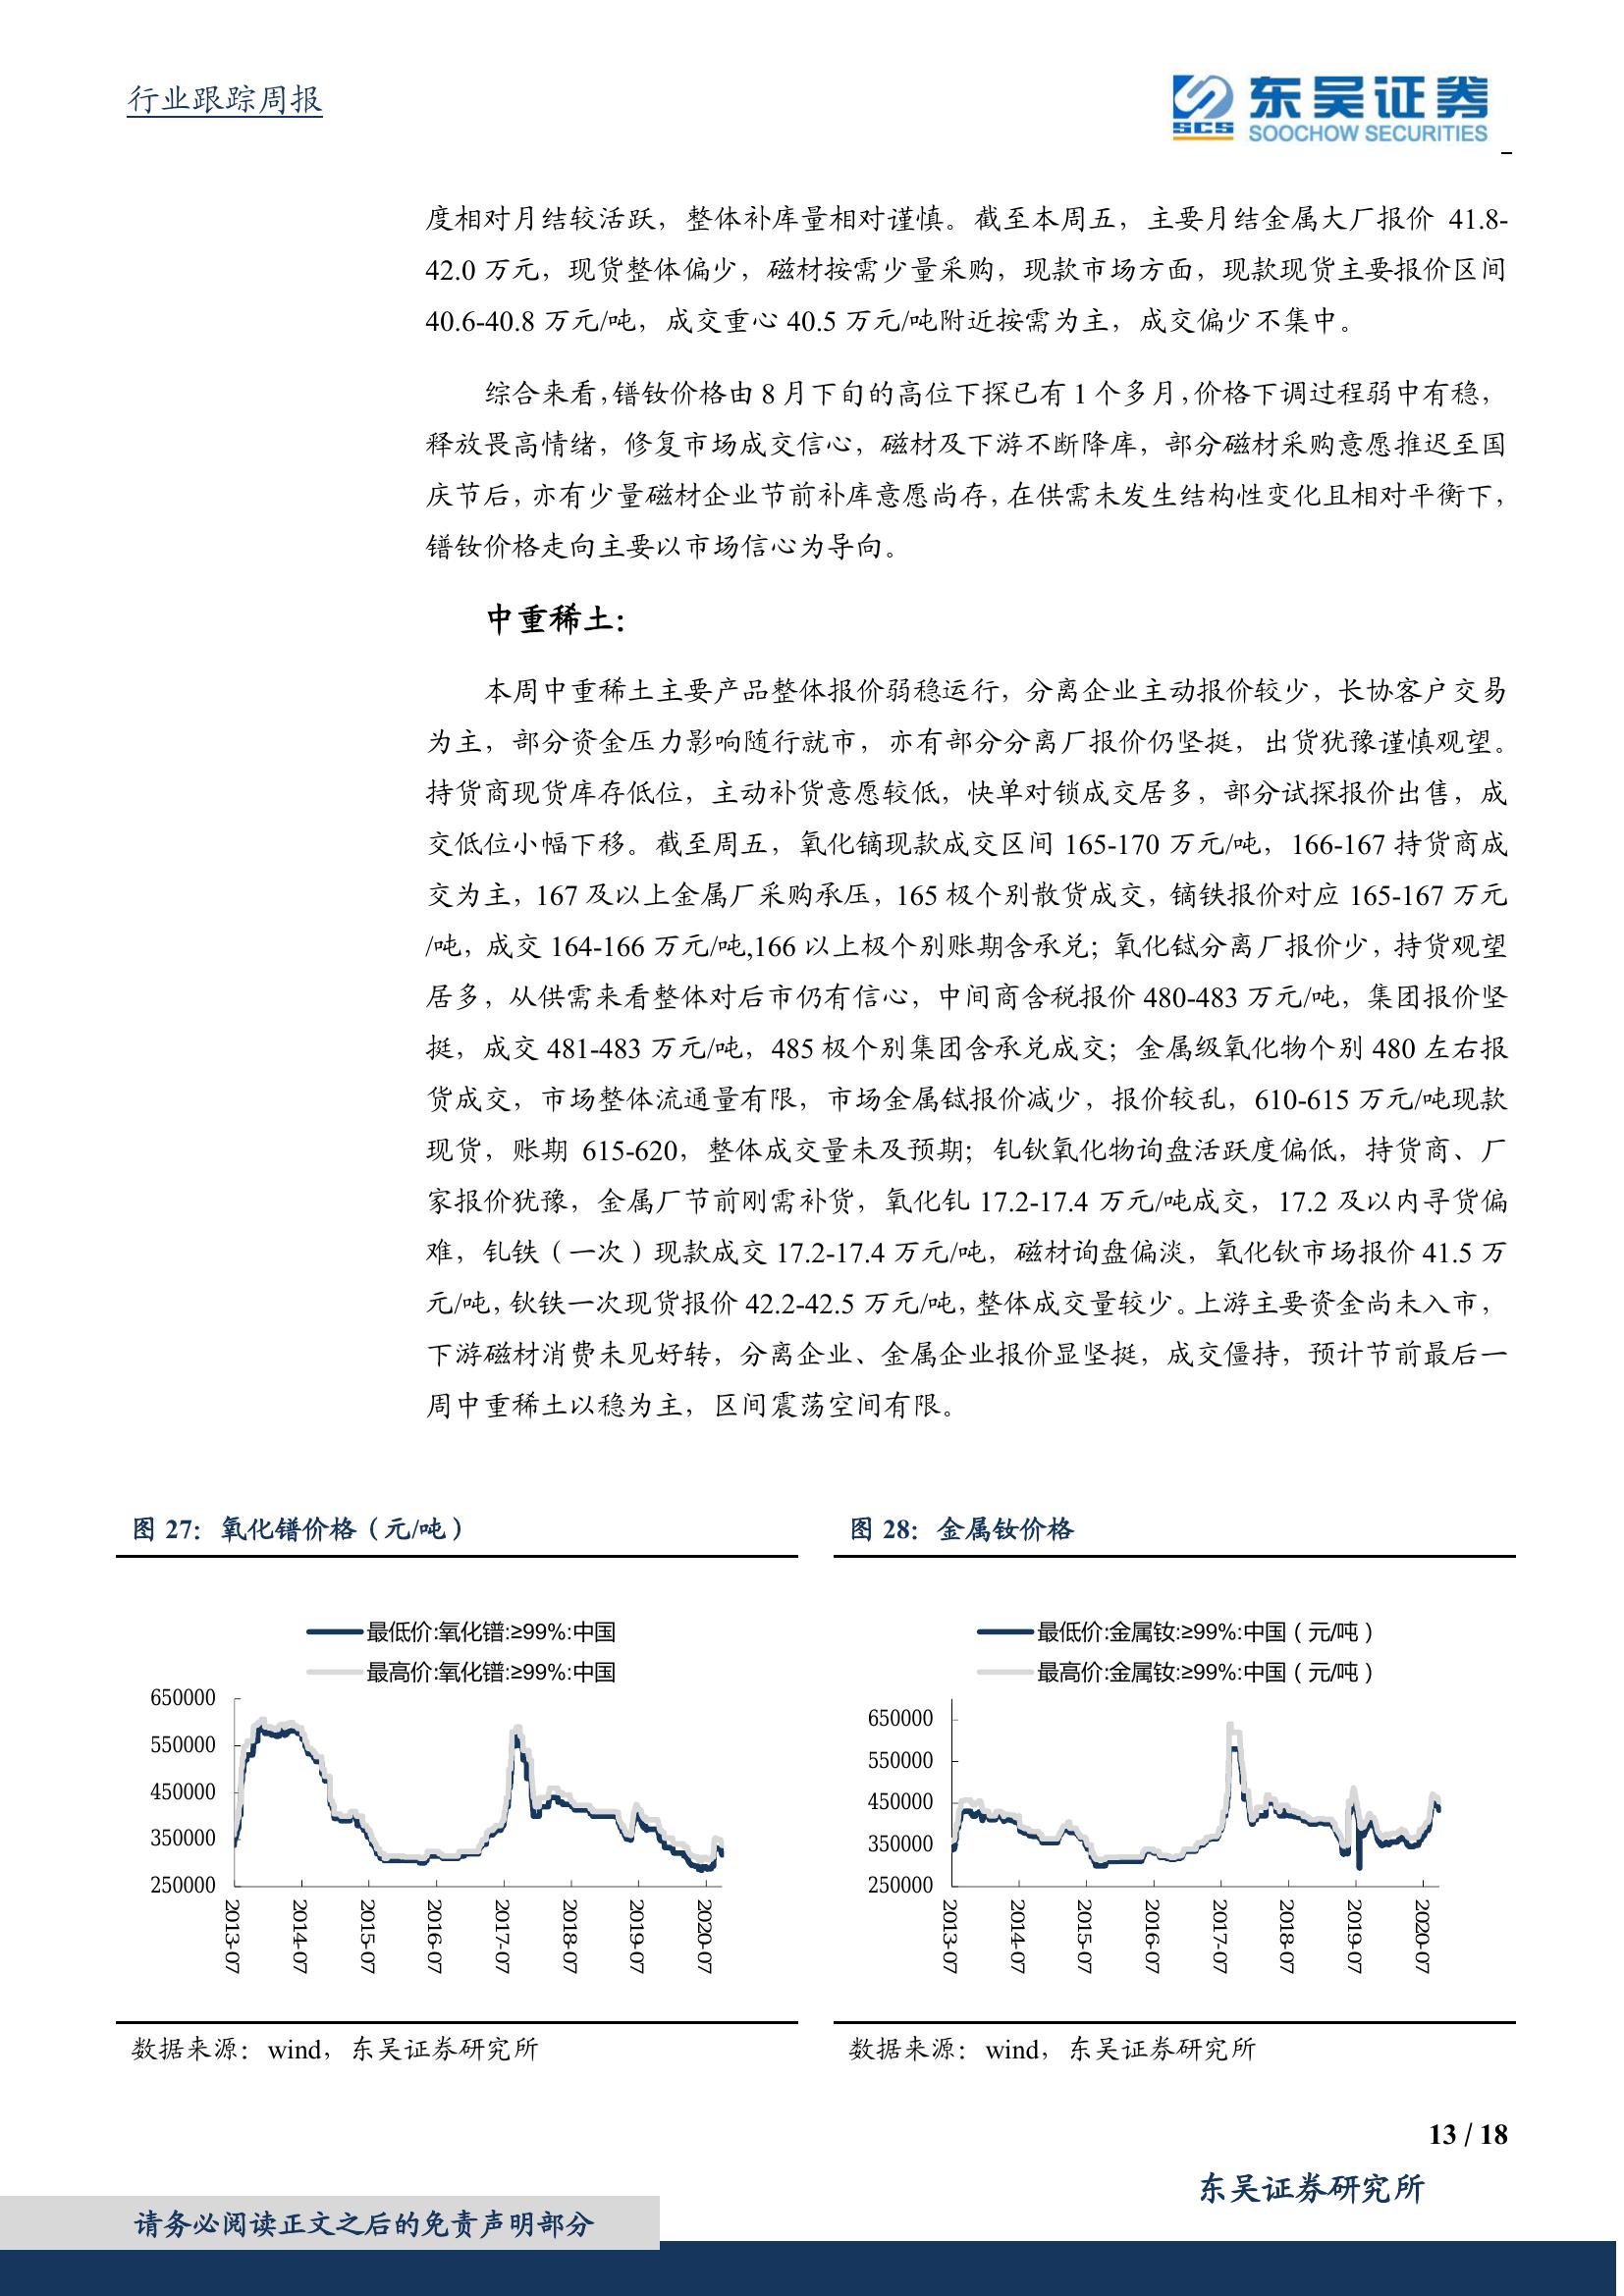 行业跟踪周报
东吴证券
SCS
SOOCHOW SECURITIES
度相对月结较活跃，整体补库量相对谨慎。截至本周五，主要月结金属大厂报价 41.8-
42.0 万元，现货整体偏少，磁材按需少量采购，现款市场方面，现款现货主要报价区间
40.6-40.8 万元/吨，成交重心 40.5 万元/吨附近按需为主，成交偏少不集中。
综合来看，镨钕价格由 8 月下旬的高位下探已有 1 个多月，价格下调过程弱中有稳，
释放畏高情绪，修复市场成交信心，磁材及下游不断降库，部分磁材采购意愿推迟至国
庆节后，亦有少量磁材企业节前补库意愿尚存，在供需未发生结构性变化且相对平衡下，
镨钕价格走向主要以市场信心为导向。
中重稀土：
本周中重稀土主要产品整体报价弱稳运行，分离企业主动报价较少，长协客户交易
为主，部分资金压力影响随行就市，亦有部分分离厂报价仍坚挺，出货犹豫谨慎观望。
持货商现货库存低位，主动补货意愿较低，快单对锁成交居多，部分试探报价出售，成
交低位小幅下移。截至周五，氧化镝现款成交区间 165-170 万元/吨，166-167 持货商成
交为主，167 及以上金属厂采购承压，165 极个别散货成交，镝铁报价对应 165-167 万元
/吨，成交 164-166 万元/吨,166 以上极个别账期含承兑；氧化铽分离厂报价少，持货观望
居多，从供需来看整体对后市仍有信心，中间商含税报价 480-483 万元/吨，集团报价坚
挺，成交 481-483 万元/吨，485 极个别集团含承兑成交；金属级氧化物个别 480 左右报
货成交，市场整体流通量有限，市场金属铽报价减少，报价较乱，610-615 万元/吨现款
现货，账期 615-620，整体成交量未及预期；钆钬氧化物询盘活跃度偏低，持货商、厂
家报价犹豫，金属厂节前刚需补货，氧化钆 17.2-17.4 万元/吨成交，17.2 及以内寻货偏
难，钆铁（一次）现款成交 17.2-17.4 万元/吨，磁材询盘偏淡，氧化钬市场报价 41.5 万
元/吨，钬铁一次现货报价 42.2-42.5 万元/吨，整体成交量较少。上游主要资金尚未入市，
下游磁材消费未见好转，分离企业、金属企业报价显坚挺，成交僵持，预计节前最后一
周中重稀土以稳为主，区间震荡空间有限。
图 27：氧化镨价格（元/吨）
最低价:氧化镨:≥99%:中国
最高价:氧化镨:≥99%:中国
650000
550000
450000
350000
250000
2013-07
2014-07
2015-07
2016-07
2017-07
2018-07
2019-07
2020-07
数据来源：wind，东吴证券研究所
图 28：金属钕价格
最低价:金属钕:≥99%:中国（元/吨）
最高价:金属钕:≥99%:中国（元/吨）
650000
550000
450000
350000
250000
2013-07
2014-07
2015-07
2016-07
2017-07
2018-07
2019-07
2020-07
数据来源：wind，东吴证券研究所
13 / 18
东吴证券研究所
请务必阅读正文之后的免责声明部分